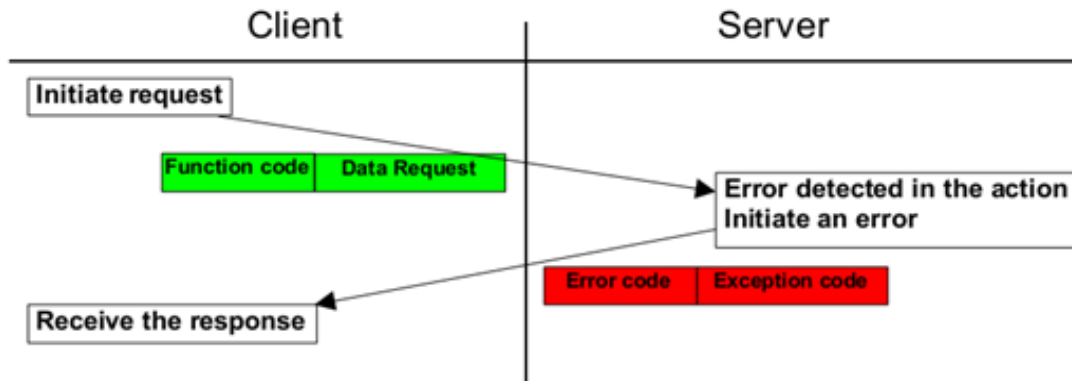 Client
Server
Initiate request
Function code
Data Request
Error detected in the action
Initiate an error
Error code
Exception code
Receive the response